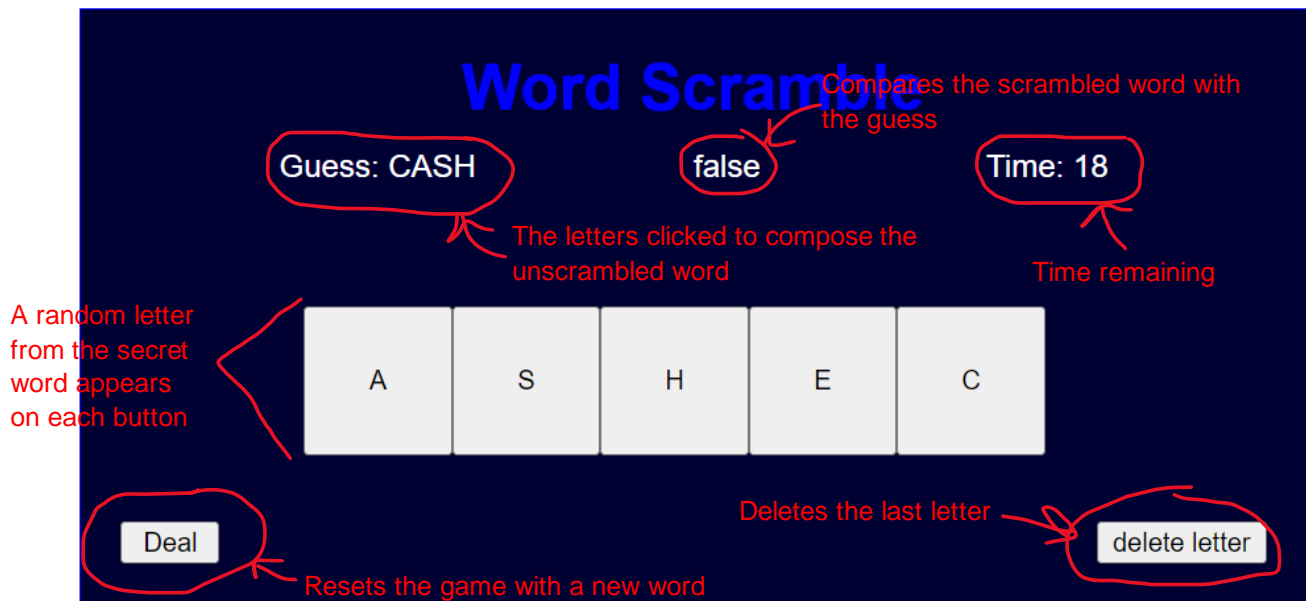 Word Scramble
Compares the scrambled word with
the guess
Guess: CASH
false
Time: 18
The letters clicked to compose the
unscrambled word
Time remaining
A random letter
from the secret
word appears
on each button
A
S
H
E
C
Deletes the last letter
Deal
delete letter
Resets the game with a new word